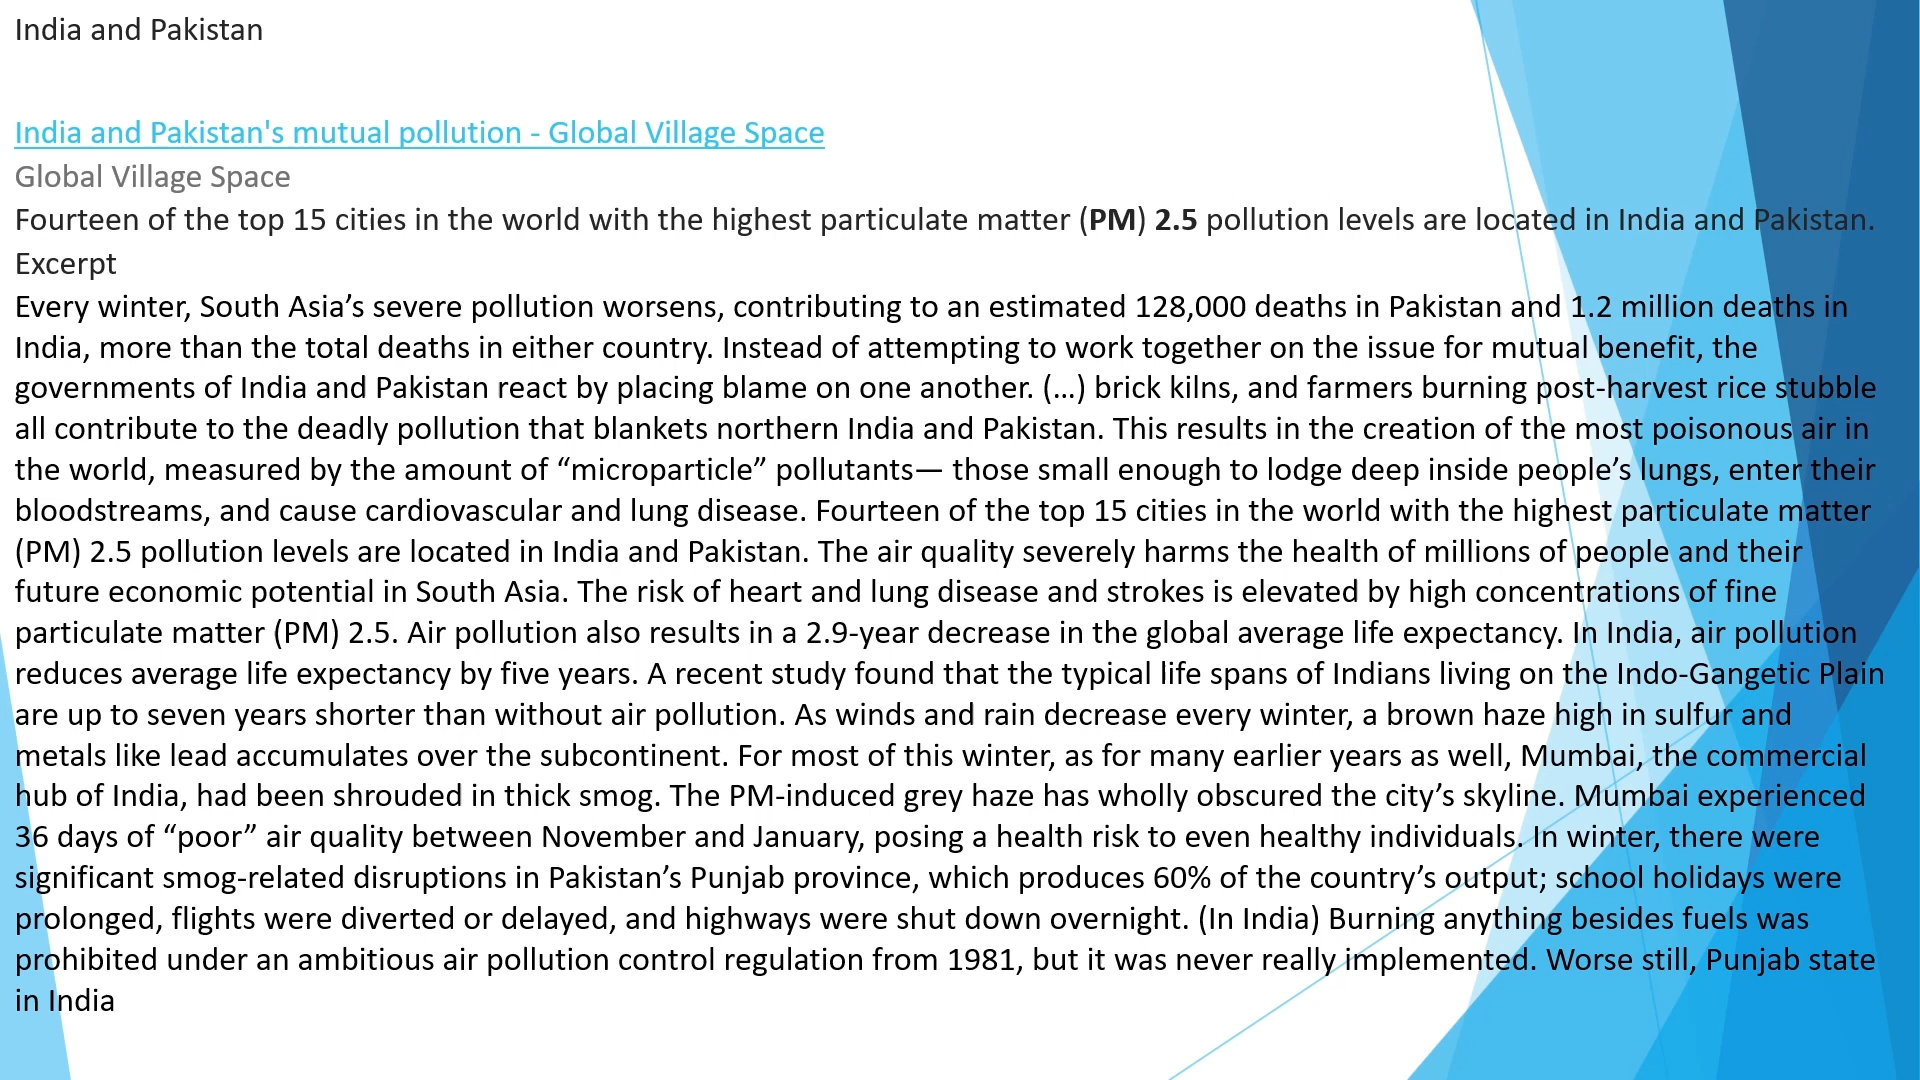 India and Pakistan
India and Pakistan's mutual pollution - Global Village Space
Global Village Space
Fourteen of the top 15 cities in the world with the highest particulate matter (PM) 2.5 pollution levels are located in India and Pakistan.
Excerpt
Every winter, South Asia’s severe pollution worsens, contributing to an estimated 128,000 deaths in Pakistan and 1.2 million deaths in
India, more than the total deaths in either country. Instead of attempting to work together on the issue for mutual benefit, the
governments of India and Pakistan react by placing blame on one another. (…) brick kilns, and farmers burning post-harvest rice stubble
all contribute to the deadly pollution that blankets northern India and Pakistan. This results in the creation of the most poisonous air in
the world, measured by the amount of “microparticle” pollutants— those small enough to lodge deep inside people’s lungs, enter their
bloodstreams, and cause cardiovascular and lung disease. Fourteen of the top 15 cities in the world with the highest particulate matter
(PM) 2.5 pollution levels are located in India and Pakistan. The air quality severely harms the health of millions of people and their
future economic potential in South Asia. The risk of heart and lung disease and strokes is elevated by high concentrations of fine
particulate matter (PM) 2.5. Air pollution also results in a 2.9-year decrease in the global average life expectancy. In India, air pollution
reduces average life expectancy by five years. A recent study found that the typical life spans of Indians living on the Indo-Gangetic Plain
are up to seven years shorter than without air pollution. As winds and rain decrease every winter, a brown haze high in sulfur and
metals like lead accumulates over the subcontinent. For most of this winter, as for many earlier years as well, Mumbai, the commercial
hub of India, had been shrouded in thick smog. The PM-induced grey haze has wholly obscured the city’s skyline. Mumbai experienced
36 days of “poor” air quality between November and January, posing a health risk to even healthy individuals. In winter, there were
significant smog-related disruptions in Pakistan’s Punjab province, which produces 60% of the country’s output; school holidays were
prolonged, flights were diverted or delayed, and highways were shut down overnight. (In India) Burning anything besides fuels was
prohibited under an ambitious air pollution control regulation from 1981, but it was never really implemented. Worse still, Punjab state
in India